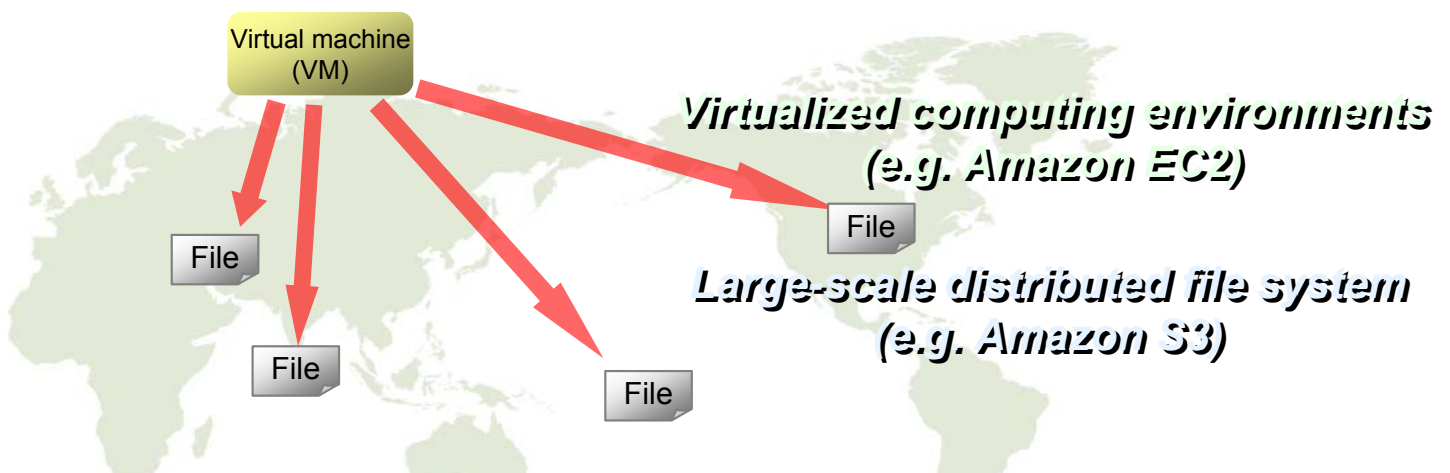 Virtual machine
(VM)
Virtualized computing environments
(e.g. Amazon EC2)
File
File
Large-scale distributed file system
(e.g. Amazon S3)
File
File